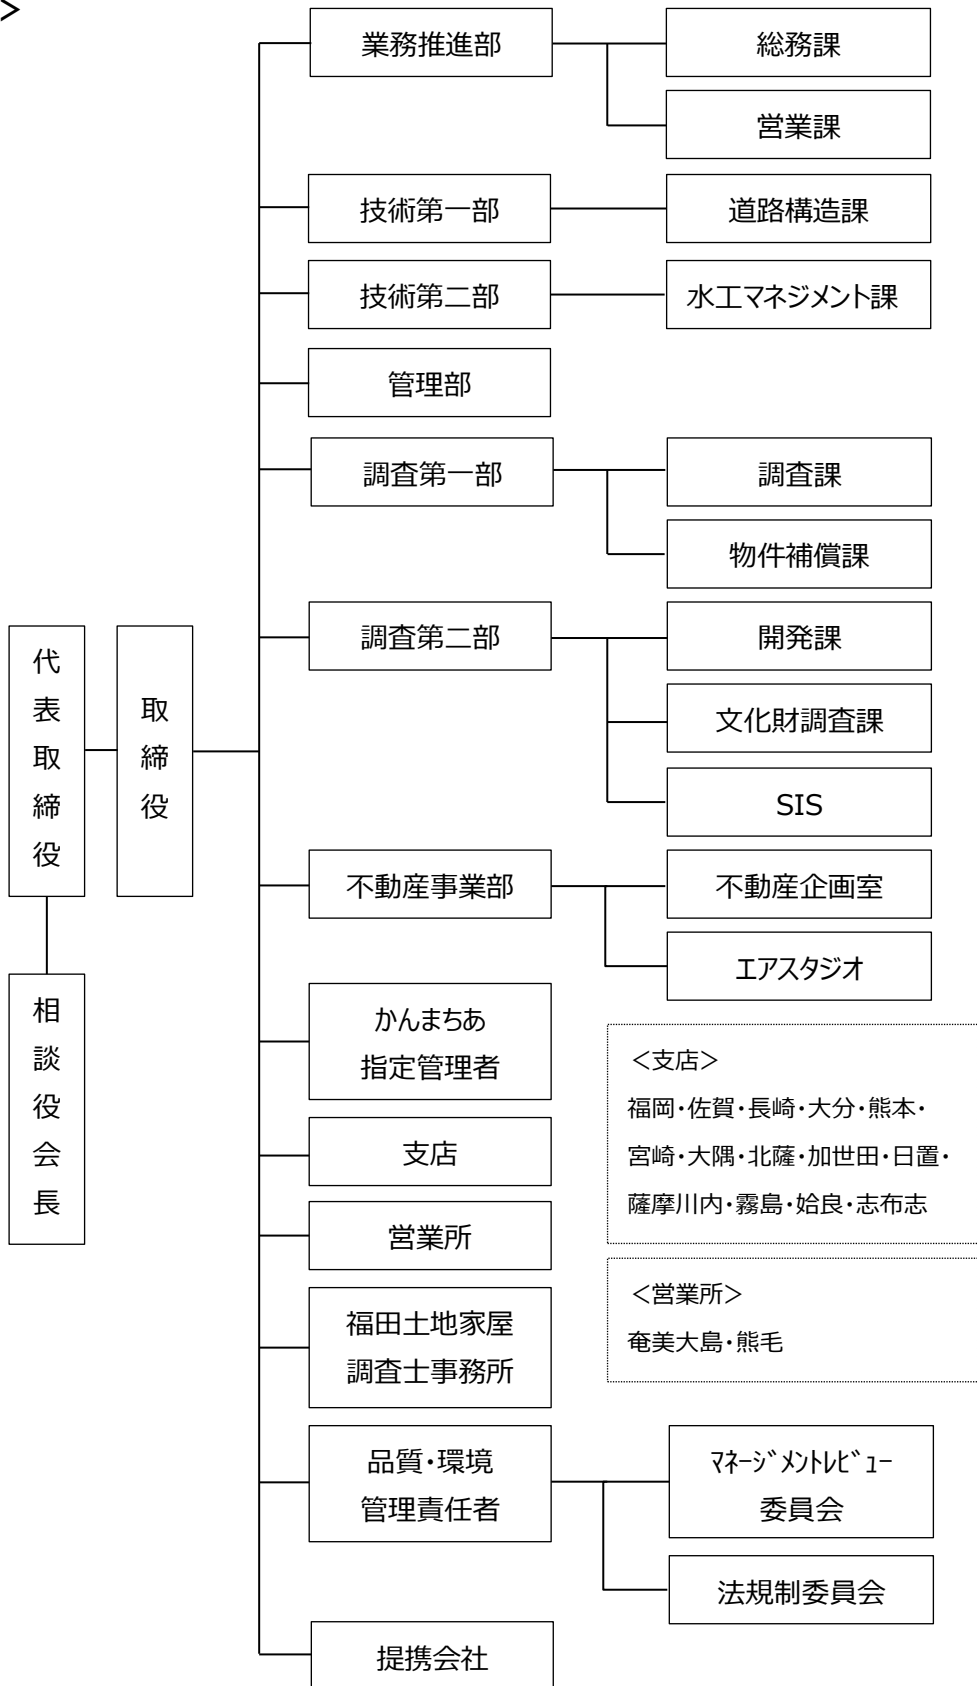 ＞
業務推進部
総務課
営業課
技術第一部
道路構造課
技術第二部
水工マネジメント課
管理部
調査第一部
調査課
物件補償課
代表取締役
取締役
調査第二部
開発課
文化財調査課
SIS
不動産事業部
不動産企画室
エアスタジオ
相談役会長
かんまちあ
指定管理者
支店
営業所
＜支店＞
福岡・佐賀・長崎・大分・熊本・
宮崎・大隅・北薩・加世田・日置・
薩摩川内・霧島・姶良・志布志
＜営業所＞
奄美大島・熊毛
福田土地家屋
調査士事務所
品質・環境
管理責任者
ﾏﾈｰｼﾞﾒﾝﾄﾚﾋﾞｭｰ
委員会
法規制委員会
提携会社